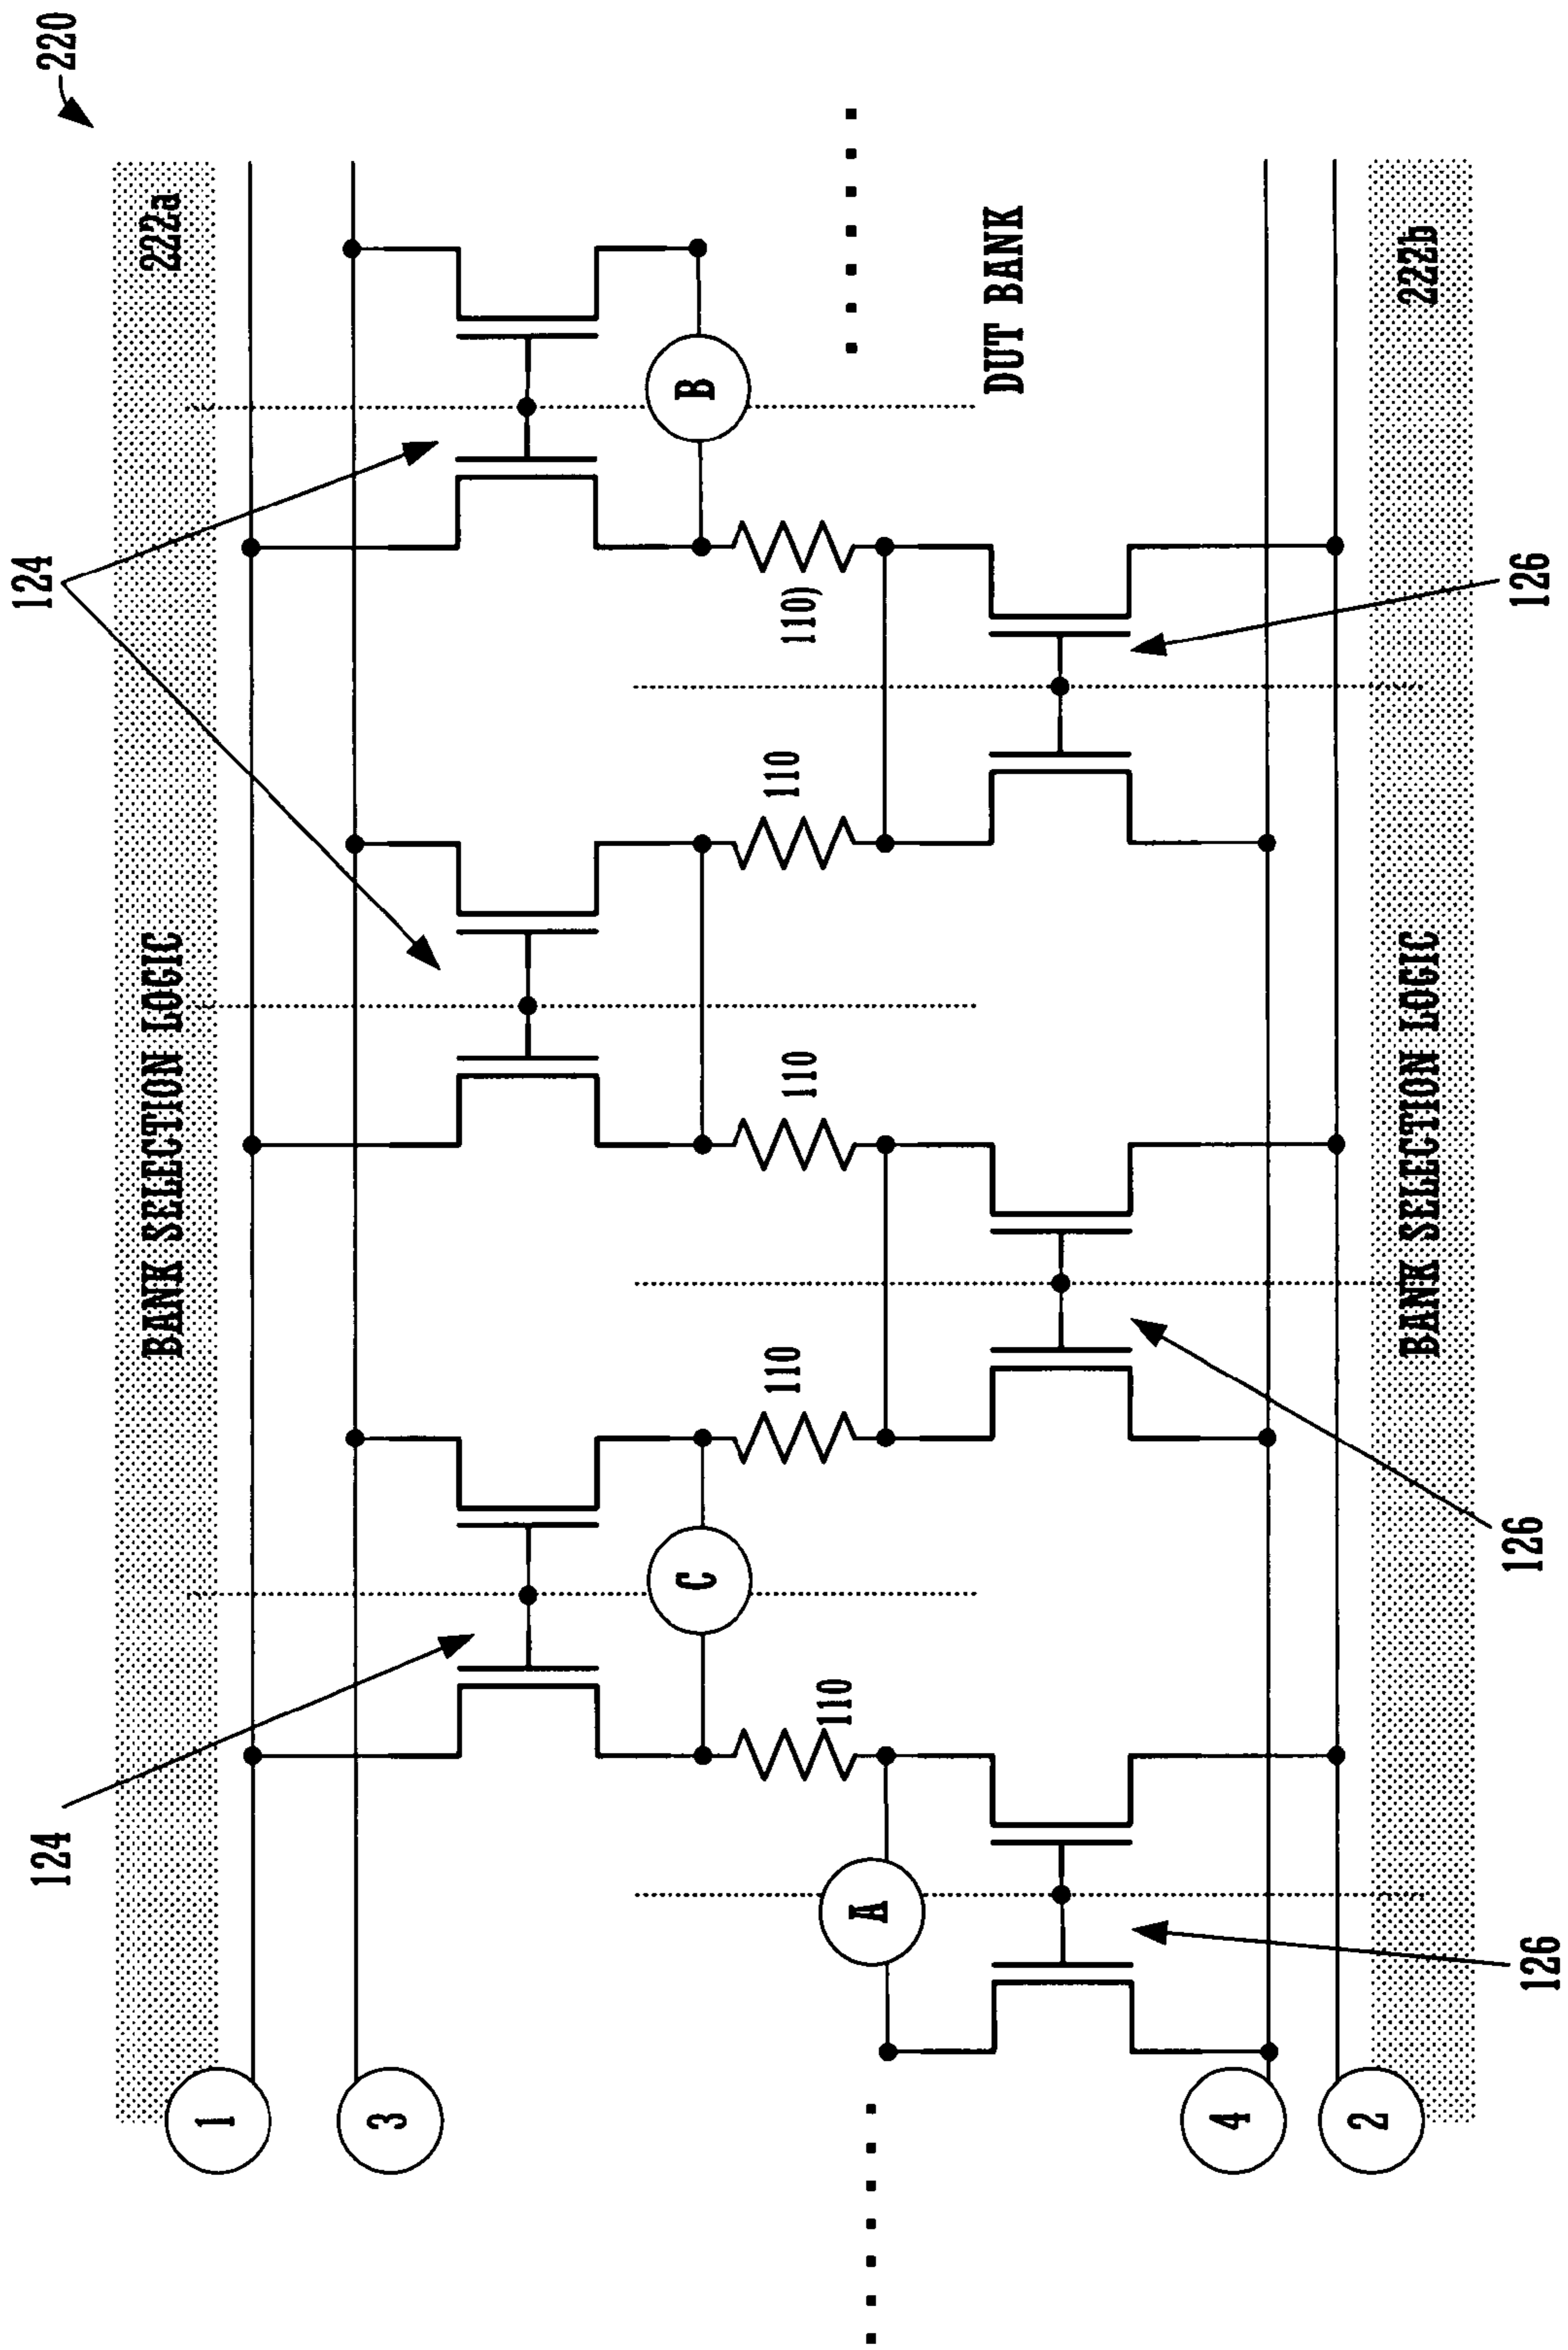 220
124
124
BANK SELECTION LOGIC
222a
1
3
C
B
110
110
110
110
110)
A
DUT BANK
4
2
BANK SELECTION LOGIC
222b
126
126
126